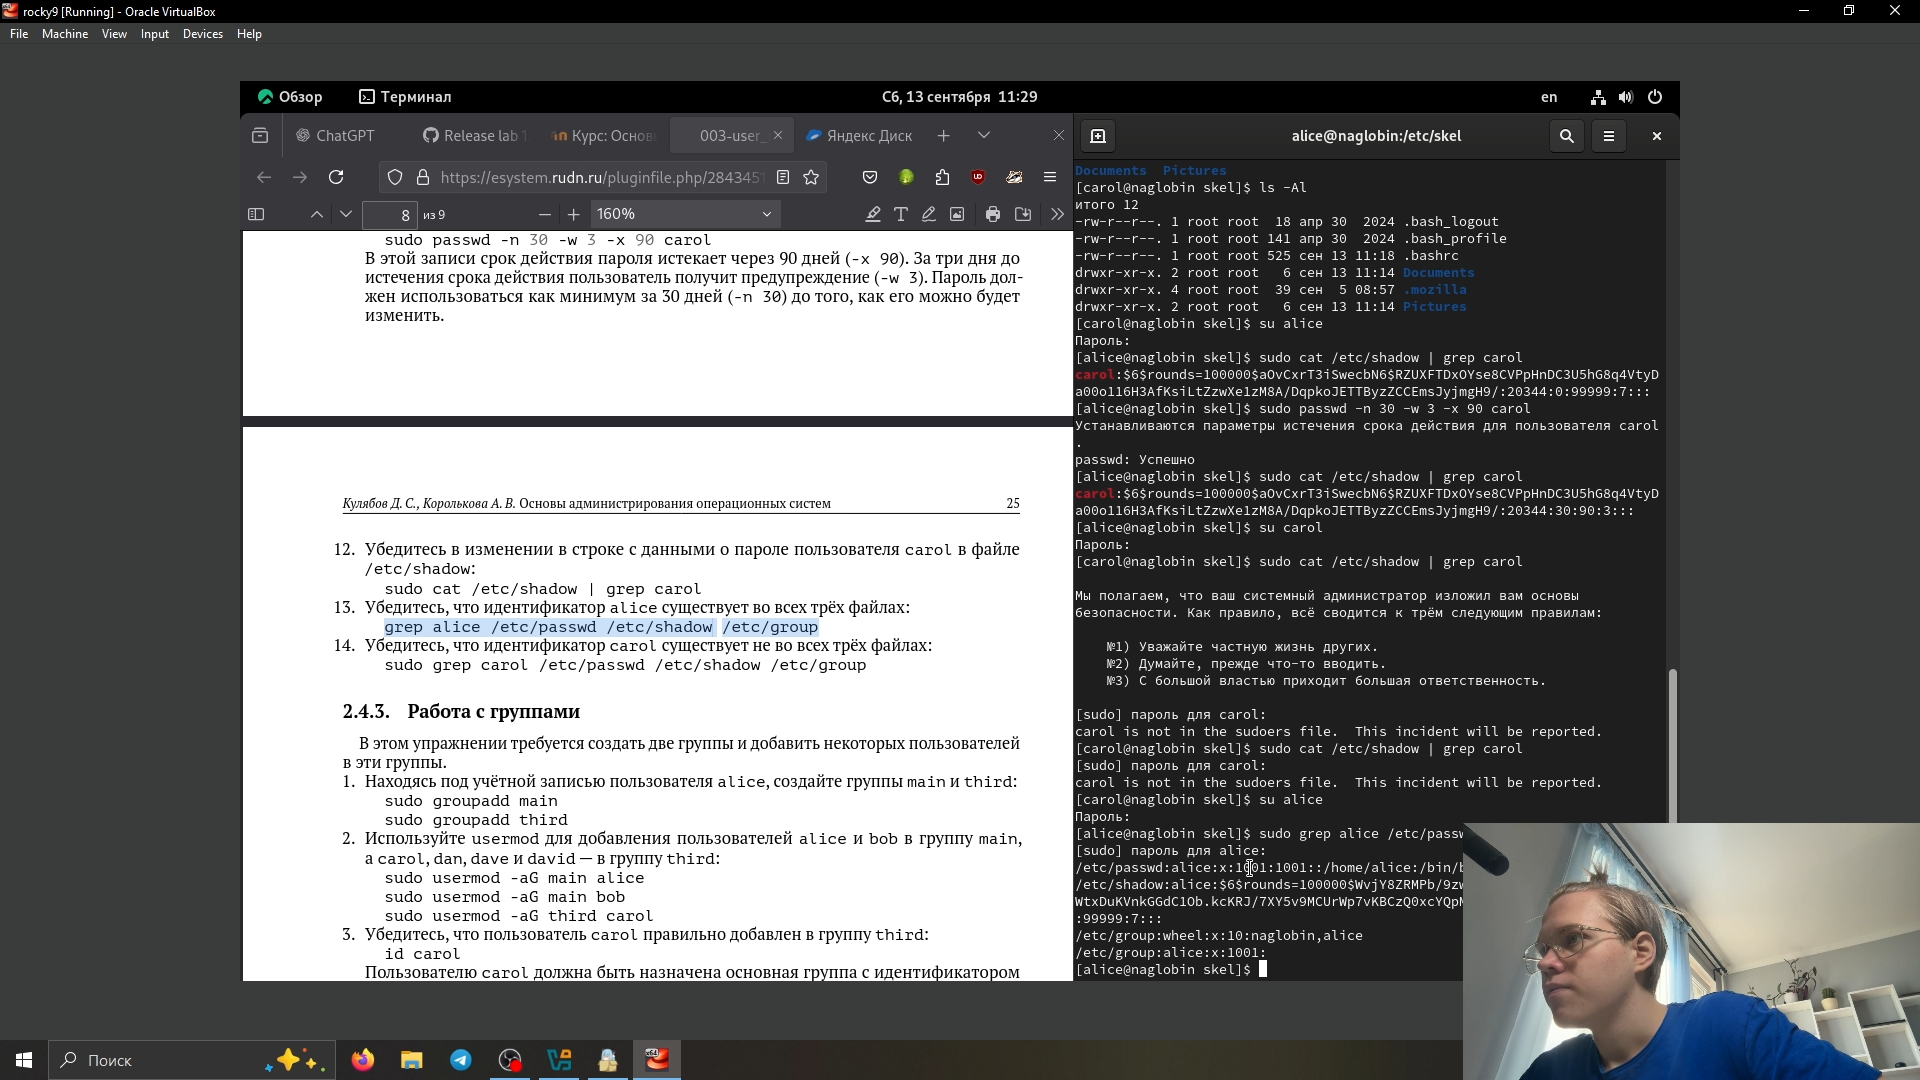 rocky9 [Running] - Oracle VirtualBox
File Machine View Input Devices Help
Обзор Терминал Сб, 13 сентября 11:29 en
ChatGPT Release lab 1 Курс: Основ 003-user_ Яндекс Диск
https://esystem.rudn.ru/pluginfile.php/2843451
8 из 9 160%
sudo passwd -n 30 -w 3 -x 90 carol
В этой записи срок действия пароля истекает через 90 дней (-x 90). За три дня до
истечения срока действия пользователь получит предупреждение (-w 3). Пароль дол-
жен использоваться как минимум за 30 дней (-n 30) до того, как его можно будет
изменить.
Кулябов Д. С., Королькова А. В. Основы администрирования операционных систем 25
12. Убедитесь в изменении в строке с данными о пароле пользователя carol в файле
/etc/shadow:
sudo cat /etc/shadow | grep carol
13. Убедитесь, что идентификатор alice существует во всех трёх файлах:
grep alice /etc/passwd /etc/shadow /etc/group
14. Убедитесь, что идентификатор carol существует не во всех трёх файлах:
sudo grep carol /etc/passwd /etc/shadow /etc/group
2.4.3. Работа с группами
В этом упражнении требуется создать две группы и добавить некоторых пользователей
в эти группы.
1. Находясь под учётной записью пользователя alice, создайте группы main и third:
sudo groupadd main
sudo groupadd third
2. Используйте usermod для добавления пользователей alice и bob в группу main,
а carol, dan, dave и david — в группу third:
sudo usermod -aG main alice
sudo usermod -aG main bob
sudo usermod -aG third carol
3. Убедитесь, что пользователь carol правильно добавлен в группу third:
id carol
Пользователю carol должна быть назначена основная группа с идентификатором
alice@naglobin:/etc/skel
Documents Pictures
[carol@naglobin skel]$ ls -Al
итого 12
-rw-r--r--. 1 root root 18 апр 30 2024 .bash_logout
-rw-r--r--. 1 root root 141 апр 30 2024 .bash_profile
-rw-r--r--. 1 root root 525 сен 13 11:18 .bashrc
drwxr-xr-x. 2 root root 6 сен 13 11:14 Documents
drwxr-xr-x. 4 root root 39 сен 5 08:57 .mozilla
drwxr-xr-x. 2 root root 6 сен 13 11:14 Pictures
[carol@naglobin skel]$ su alice
Пароль:
[alice@naglobin skel]$ sudo cat /etc/shadow | grep carol
carol:$6$rounds=100000$aOvCxrT3iSwecbN6$RZUXFTDxOYse8CVPpHnDC3U5hG8q4VtyD
a00o116H3AfKsiLtZzwXe1zM8A/DqpkoJETTByzZCCEmsJyjmgH9/:20344:0:99999:7:::
[alice@naglobin skel]$ sudo passwd -n 30 -w 3 -x 90 carol
Устанавливаются параметры истечения срока действия для пользователя carol
.
passwd: Успешно
[alice@naglobin skel]$ sudo cat /etc/shadow | grep carol
carol:$6$rounds=100000$aOvCxrT3iSwecbN6$RZUXFTDxOYse8CVPpHnDC3U5hG8q4VtyD
a00o116H3AfKsiLtZzwXe1zM8A/DqpkoJETTByzZCCEmsJyjmgH9/:20344:30:90:3:::
[alice@naglobin skel]$ su carol
Пароль:
[carol@naglobin skel]$ sudo cat /etc/shadow | grep carol
Мы полагаем, что ваш системный администратор изложил вам основы
безопасности. Как правило, всё сводится к трём следующим правилам:
№1) Уважайте частную жизнь других.
№2) Думайте, прежде что-то вводить.
№3) С большой властью приходит большая ответственность.
[sudo] пароль для carol:
carol is not in the sudoers file. This incident will be reported.
[carol@naglobin skel]$ sudo cat /etc/shadow | grep carol
[sudo] пароль для carol:
carol is not in the sudoers file. This incident will be reported.
[carol@naglobin skel]$ su alice
Пароль:
[alice@naglobin skel]$ sudo grep alice /etc/passw
[sudo] пароль для alice:
/etc/passwd:alice:x:1001:1001::/home/alice:/bin/b
/etc/shadow:alice:$6$rounds=100000$WvjY8ZRMPb/9zw
WtxDuKVnkGGdC1Ob.kcKRJ/7XY5v9MCUrWp7vKBCzQ0xcYQpM
:99999:7:::
/etc/group:wheel:x:10:naglobin,alice
/etc/group:alice:x:1001:
[alice@naglobin skel]$
Поиск